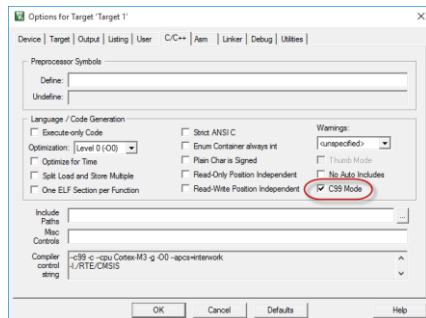 Options for Target 'Target 1'
Device | Target | Output | Listing | User | C/C++ | Asm | Linker | Debug | Utilities
Preprocessor Symbols
Define:
Undefine:
Language / Code Generation
Execute-only Code
Strict ANSI C
Warnings:
Optimization: Level 0 (-O0)
Enum Container always int
<unspecified>
Optimize for Time
Plain Char is Signed
Thumb Mode
Split Load and Store Multiple
Read-Only Position Independent
No Auto Includes
One ELF Section per Function
Read-Write Position Independent
C99 Mode
Include Paths
...
Misc Controls
Compiler control string
--c99 -c --cpu Cortex-M3 -g -O0 --apcs=interwork
-I./RTE/CMSIS
OK
Cancel
Defaults
Help